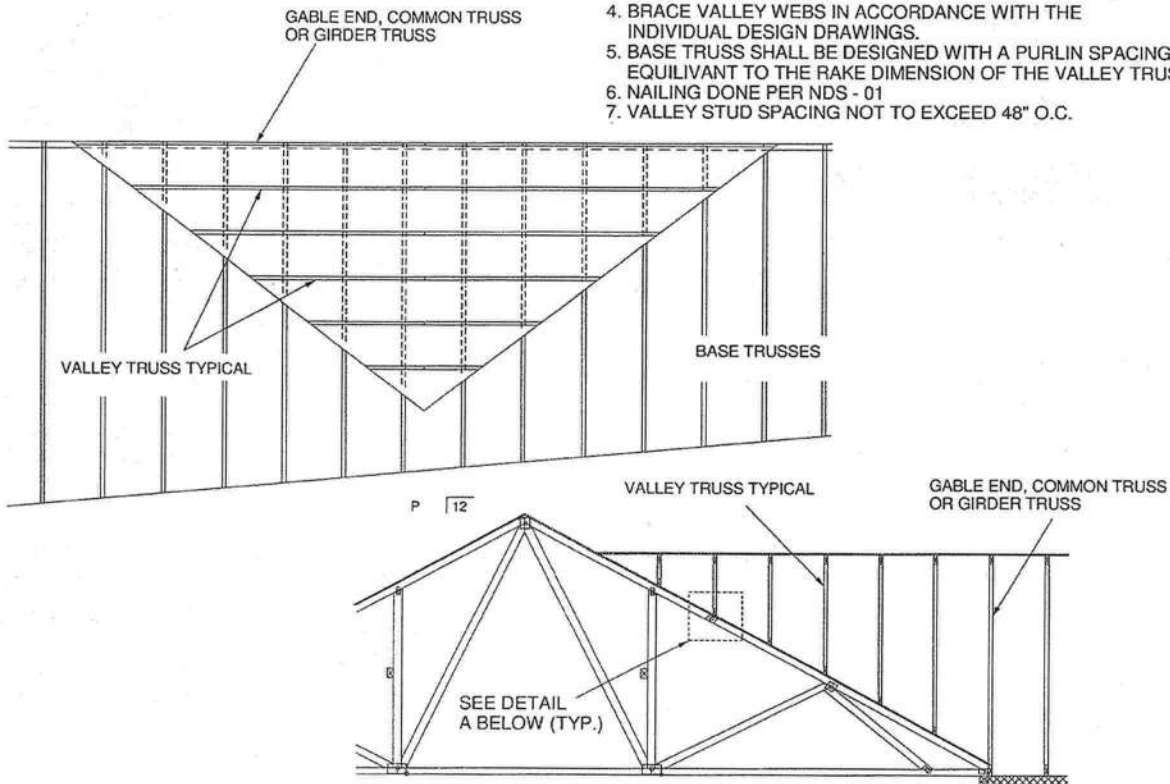 GABLE END, COMMON TRUSS
OR GIRDER TRUSS
4. BRACE VALLEY WEBS IN ACCORDANCE WITH THE
INDIVIDUAL DESIGN DRAWINGS.
5. BASE TRUSS SHALL BE DESIGNED WITH A PURLIN SPACING
EQUILIVANT TO THE RAKE DIMENSION OF THE VALLEY TRUS
6. NAILING DONE PER NDS - 01
7. VALLEY STUD SPACING NOT TO EXCEED 48" O.C.
VALLEY TRUSS TYPICAL
BASE TRUSSES
P 12
VALLEY TRUSS TYPICAL
GABLE END, COMMON TRUSS
OR GIRDER TRUSS
SEE DETAIL
A BELOW (TYP.)